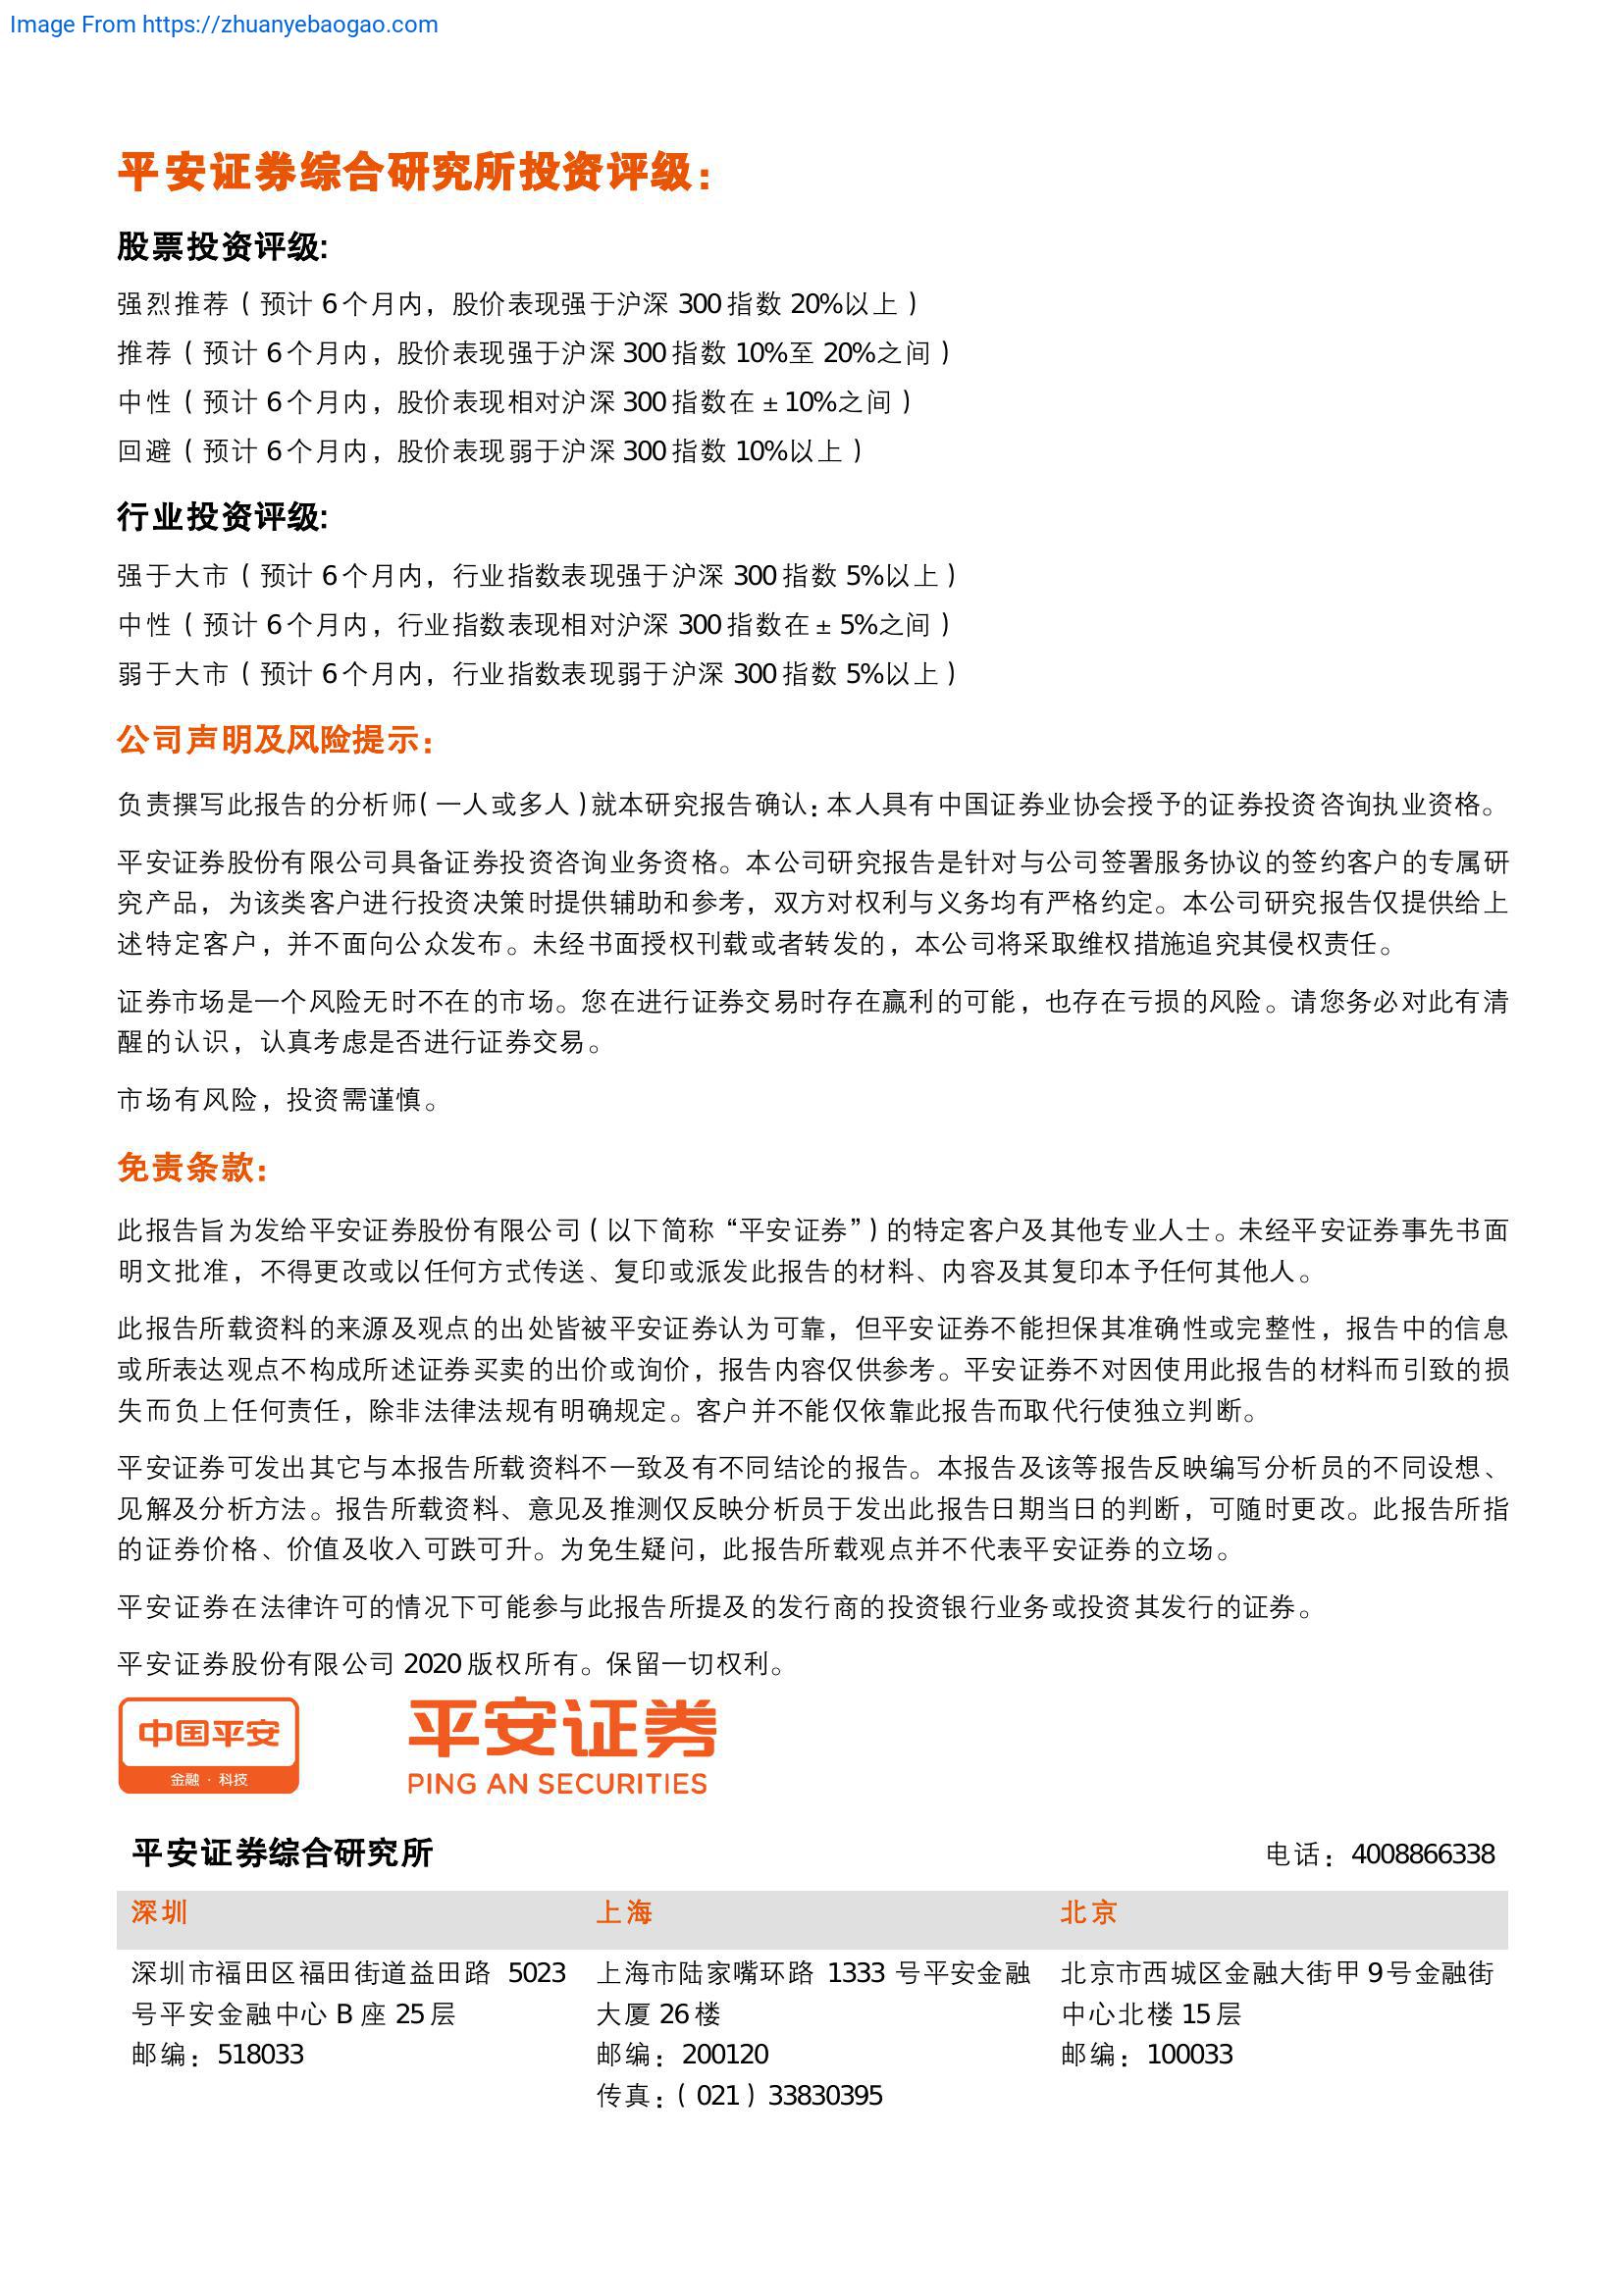 Image From https://zhuanyebaogao.com
平安证券综合研究所投资评级：
股票投资评级:
强烈推荐（预计 6个月内，股价表现强于沪深 300指数 20%以上）
推荐（预计 6个月内，股价表现强于沪深 300指数 10%至 20%之间）
中性（预计 6个月内，股价表现相对沪深 300指数在±10%之间）
回避（预计 6个月内，股价表现弱于沪深 300指数 10%以上）
行业投资评级:
强于大市（预计 6个月内，行业指数表现强于沪深 300指数 5%以上）
中性（预计 6个月内，行业指数表现相对沪深 300指数在±5%之间）
弱于大市（预计 6个月内，行业指数表现弱于沪深 300指数 5%以上）
公司声明及风险提示：
负责撰写此报告的分析师(一人或多人)就本研究报告确认：本人具有中国证券业协会授予的证券投资咨询执业资格。
平安证券股份有限公司具备证券投资咨询业务资格。本公司研究报告是针对与公司签署服务协议的签约客户的专属研
究产品，为该类客户进行投资决策时提供辅助和参考，双方对权利与义务均有严格约定。本公司研究报告仅提供给上
述特定客户，并不面向公众发布。未经书面授权刊载或者转发的，本公司将采取维权措施追究其侵权责任。
证券市场是一个风险无时不在的市场。您在进行证券交易时存在赢利的可能，也存在亏损的风险。请您务必对此有清
醒的认识，认真考虑是否进行证券交易。
市场有风险，投资需谨慎。
免责条款：
此报告旨为发给平安证券股份有限公司（以下简称“平安证券”）的特定客户及其他专业人士。未经平安证券事先书面
明文批准，不得更改或以任何方式传送、复印或派发此报告的材料、内容及其复印本予任何其他人。
此报告所载资料的来源及观点的出处皆被平安证券认为可靠，但平安证券不能担保其准确性或完整性，报告中的信息
或所表达观点不构成所述证券买卖的出价或询价，报告内容仅供参考。平安证券不对因使用此报告的材料而引致的损
失而负上任何责任，除非法律法规有明确规定。客户并不能仅依靠此报告而取代行使独立判断。
平安证券可发出其它与本报告所载资料不一致及有不同结论的报告。本报告及该等报告反映编写分析员的不同设想、
见解及分析方法。报告所载资料、意见及推测仅反映分析员于发出此报告日期当日的判断，可随时更改。此报告所指
的证券价格、价值及收入可跌可升。为免生疑问，此报告所载观点并不代表平安证券的立场。
平安证券在法律许可的情况下可能参与此报告所提及的发行商的投资银行业务或投资其发行的证券。
平安证券股份有限公司 2020 版权所有。保留一切权利。
中国平安
金融·科技
平安证券
PING AN SECURITIES
平安证券综合研究所 电话：4008866338
深圳 上海 北京
深圳市福田区福田街道益田路 5023
号平安金融中心 B 座 25层
邮编：518033
上海市陆家嘴环路 1333 号平安金融
大厦 26楼
邮编：200120
传真：（021）33830395
北京市西城区金融大街甲9号金融街
中心北楼 15层
邮编：100033